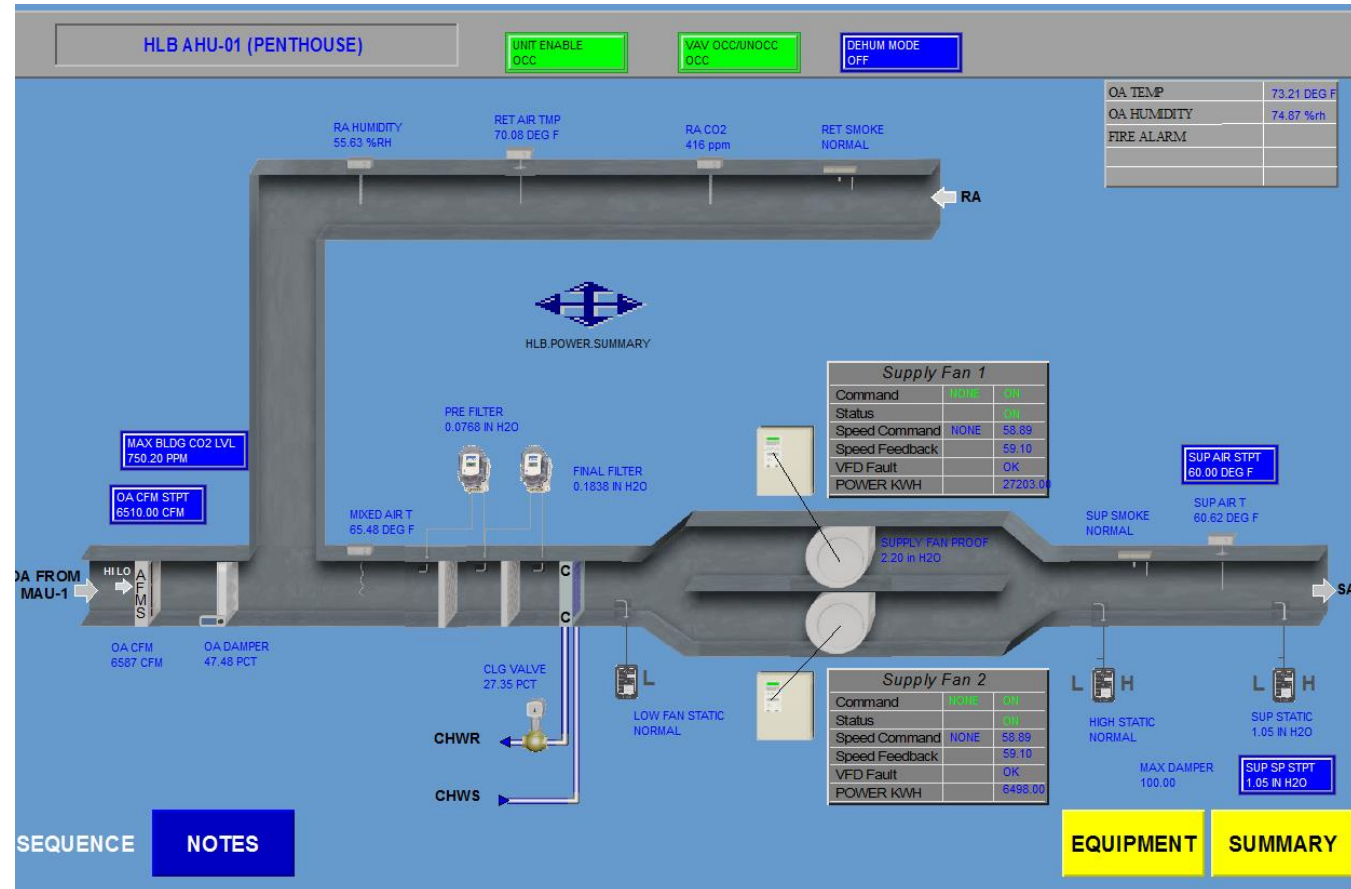 HLB AHU-01 (PENTHOUSE)
UNIT ENABLE
OCC
VAV OCC/UNOCC
OCC
DEHUM MODE
OFF
OA TEMP 73.21 DEG F
OA HUMIDITY 74.87 %rh
FIRE ALARM
RA HUMIDITY
55.63 %RH
RET AIR TMP
70.08 DEG F
RA CO2
416 ppm
RET SMOKE
NORMAL
RA
HLB.POWER.SUMMARY
Supply Fan 1
Command NONE ON
Status ON
Speed Command NONE 58.89
Speed Feedback 59.10
VFD Fault OK
POWER KWH 27203.00
PRE FILTER
0.0768 IN H2O
FINAL FILTER
0.1838 IN H2O
MAX BLDG CO2 LVL
750.20 PPM
OA CFM STPT
6510.00 CFM
MIXED AIR T
65.48 DEG F
SUP AIR STPT
60.00 DEG F
SUP AIR T
60.62 DEG F
SUP SMOKE
NORMAL
SUPPLY FAN PROOF
2.20 in H2O
OA FROM
MAU-1
HI LO
AFMS
C
C
SA
OA CFM
6587 CFM
OA DAMPER
47.48 PCT
CLG VALVE
27.35 PCT
L
LOW FAN STATIC
NORMAL
Supply Fan 2
Command NONE ON
Status ON
Speed Command NONE 58.89
Speed Feedback 59.10
VFD Fault OK
POWER KWH 6498.00
L H
HIGH STATIC
NORMAL
L H
SUP STATIC
1.05 IN H2O
MAX DAMPER
100.00
SUP SP STPT
1.05 IN H2O
CHWR
CHWS
SEQUENCE
NOTES
EQUIPMENT
SUMMARY